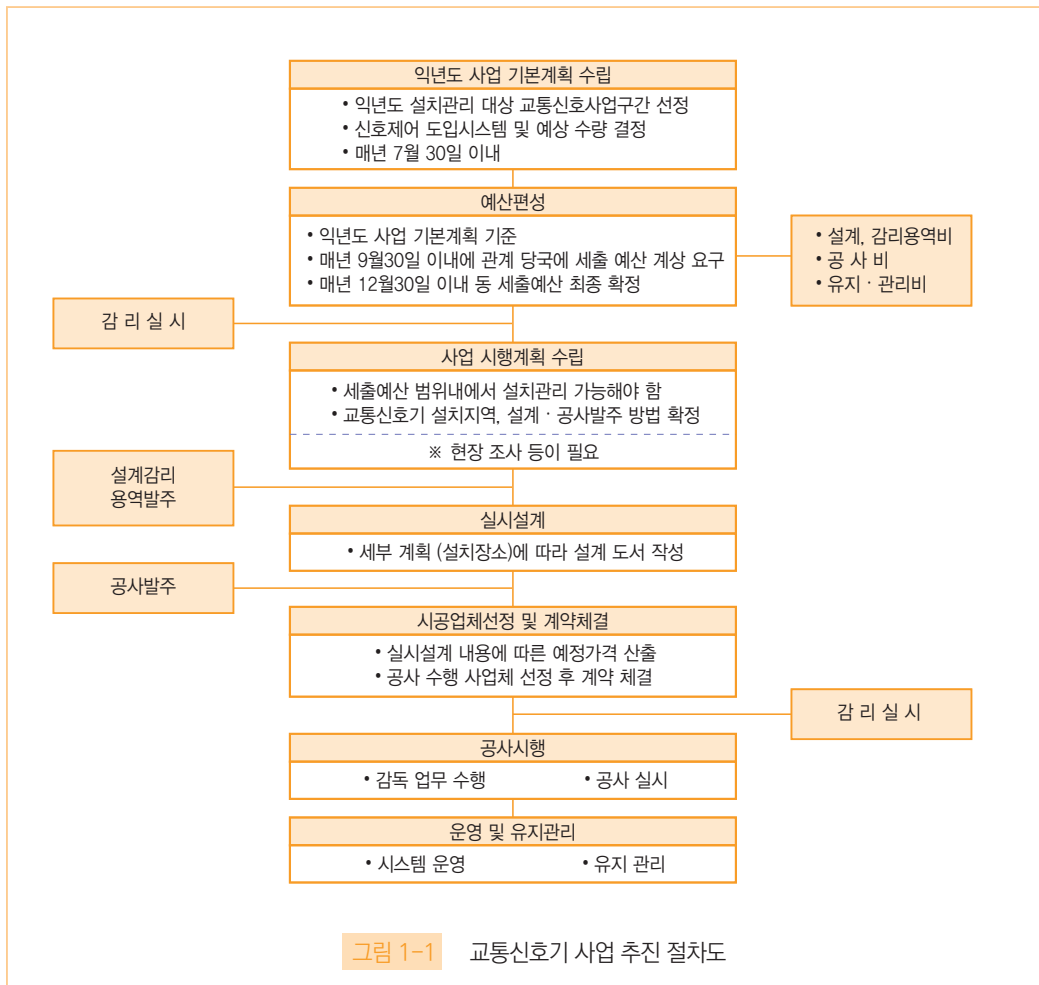 익년도 사업 기본계획 수립
• 익년도 설치관리 대상 교통신호사업구간 선정
• 신호제어 도입시스템 및 예상 수량 결정
• 매년 7월 30일 이내
예산편성
• 익년도 사업 기본계획 기준
• 매년 9월30일 이내에 관계 당국에 세출 예산 계상 요구
• 매년 12월30일 이내 동 세출예산 최종 확정
• 설계, 감리용역비
• 공 사 비
• 유지 · 관리비
감 리 실 시
사업 시행계획 수립
• 세출예산 범위내에서 설치관리 가능해야 함
• 교통신호기 설치지역, 설계 · 공사발주 방법 확정
※ 현장 조사 등이 필요
설계감리
용역발주
실시설계
• 세부 계획 (설치장소)에 따라 설계 도서 작성
공사발주
시공업체선정 및 계약체결
• 실시설계 내용에 따른 예정가격 산출
• 공사 수행 사업체 선정 후 계약 체결
감 리 실 시
공사시행
• 감독 업무 수행 • 공사 실시
운영 및 유지관리
• 시스템 운영 • 유지 관리
그림 1-1 교통신호기 사업 추진 절차도